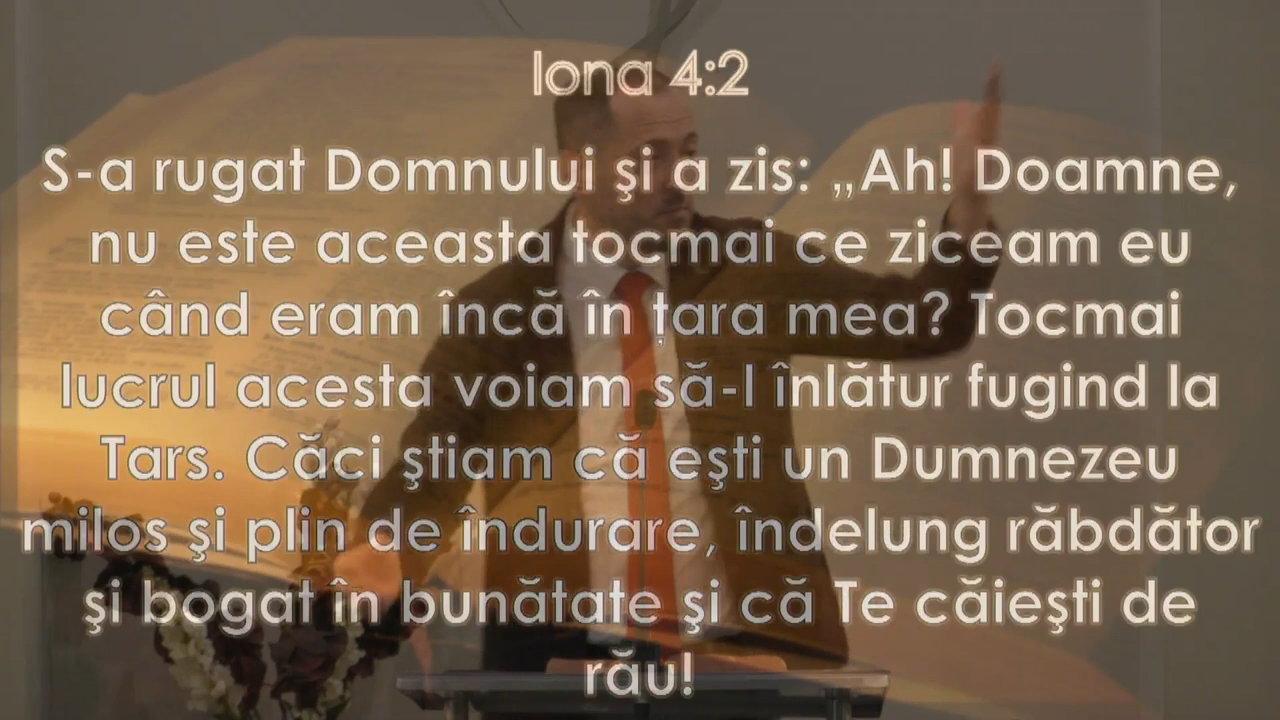 Iona 4:2
S-a rugat Domnului şi a zis: „Ah! Doamne,
nu este aceasta tocmai ce ziceam eu
când eram încă în ţara mea? Tocmai
lucrul acesta voiam să-l înlătur fugind la
Tars. Căci ştiam că eşti un Dumnezeu
milos şi plin de îndurare, îndelung răbdător
şi bogat în bunătate şi că Te căieşti de
rău!